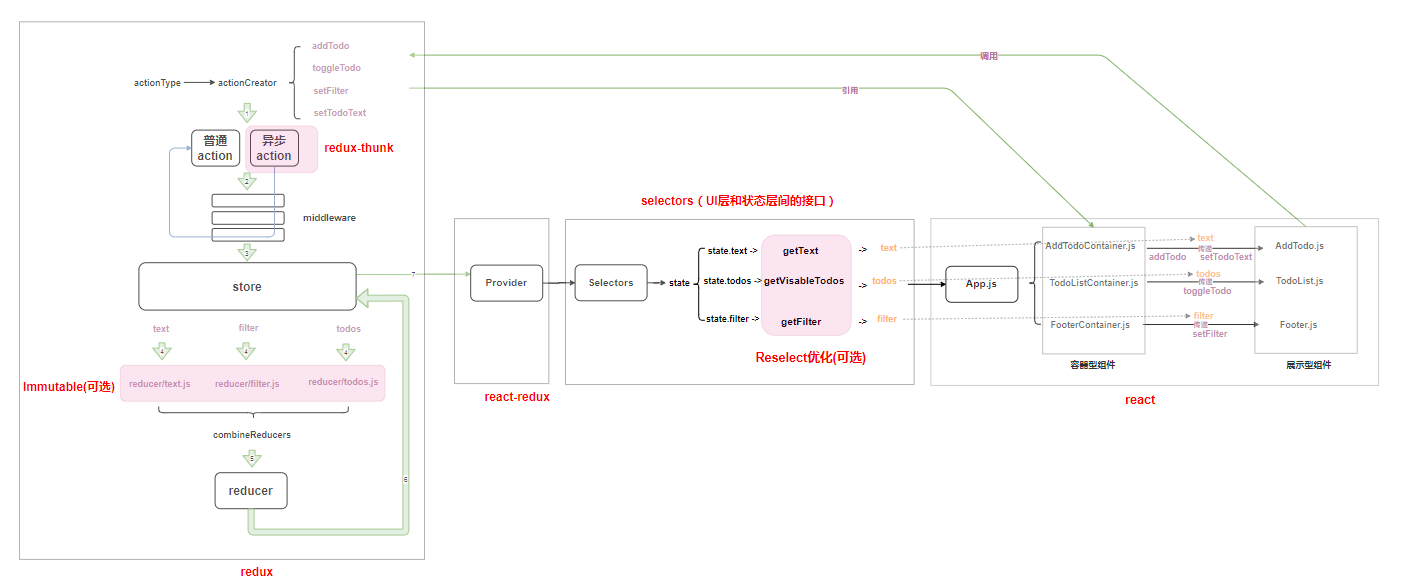 addTodo
toggleTodo
actionType
actionCreator
setFilter
setTodoText
1
普通
action
异步
action
redux-thunk
2
middleware
3
store
text
filter
todos
4
4
4
Immutable(可选)
reducer/text.js
reducer/filter.js
reducer/todos.js
combineReducers
5
reducer
6
redux
7
Provider
react-redux
selectors（UI层和状态层间的接口）
Selectors
state
state.text ->
getText
->
text
state.todos ->
getVisableTodos
->
todos
state.filter ->
getFilter
->
filter
Reselect优化(可选)
调用
引用
App.js
AddTodoContainer.js
TodoListContainer.js
FooterContainer.js
容器型组件
text
传递
addTodo
setTodoText
todos
传递
toggleTodo
filter
传递
setFilter
AddTodo.js
TodoList.js
Footer.js
展示型组件
react